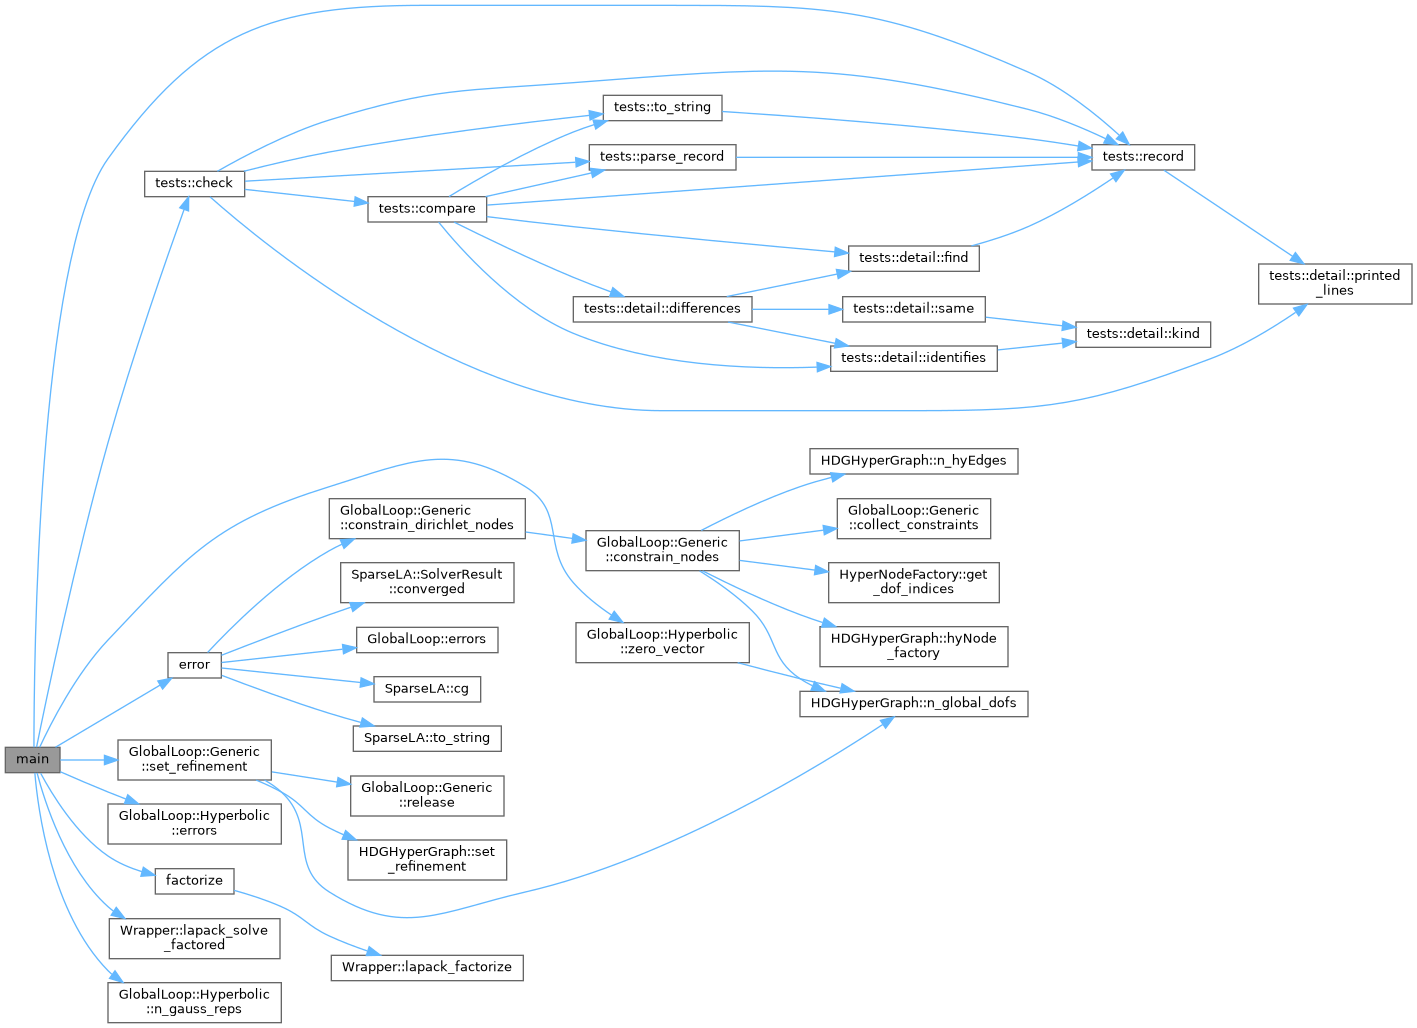 tests::to_string
tests::parse_record
tests::record
tests::check
tests::compare
tests::detail::find
tests::detail::printed
_lines
tests::detail::differences
tests::detail::same
tests::detail::kind
tests::detail::identifies
HDGHyperGraph::n_hyEdges
GlobalLoop::Generic
::constrain_dirichlet_nodes
GlobalLoop::Generic
::collect_constraints
GlobalLoop::Generic
::constrain_nodes
SparseLA::SolverResult
::converged
HyperNodeFactory::get
_dof_indices
GlobalLoop::errors
GlobalLoop::Hyperbolic
::zero_vector
HDGHyperGraph::hyNode
_factory
error
SparseLA::cg
HDGHyperGraph::n_global_dofs
SparseLA::to_string
main
GlobalLoop::Generic
::set_refinement
GlobalLoop::Generic
::release
GlobalLoop::Hyperbolic
::errors
HDGHyperGraph::set
_refinement
factorize
Wrapper::lapack_solve
_factored
Wrapper::lapack_factorize
GlobalLoop::Hyperbolic
::n_gauss_reps